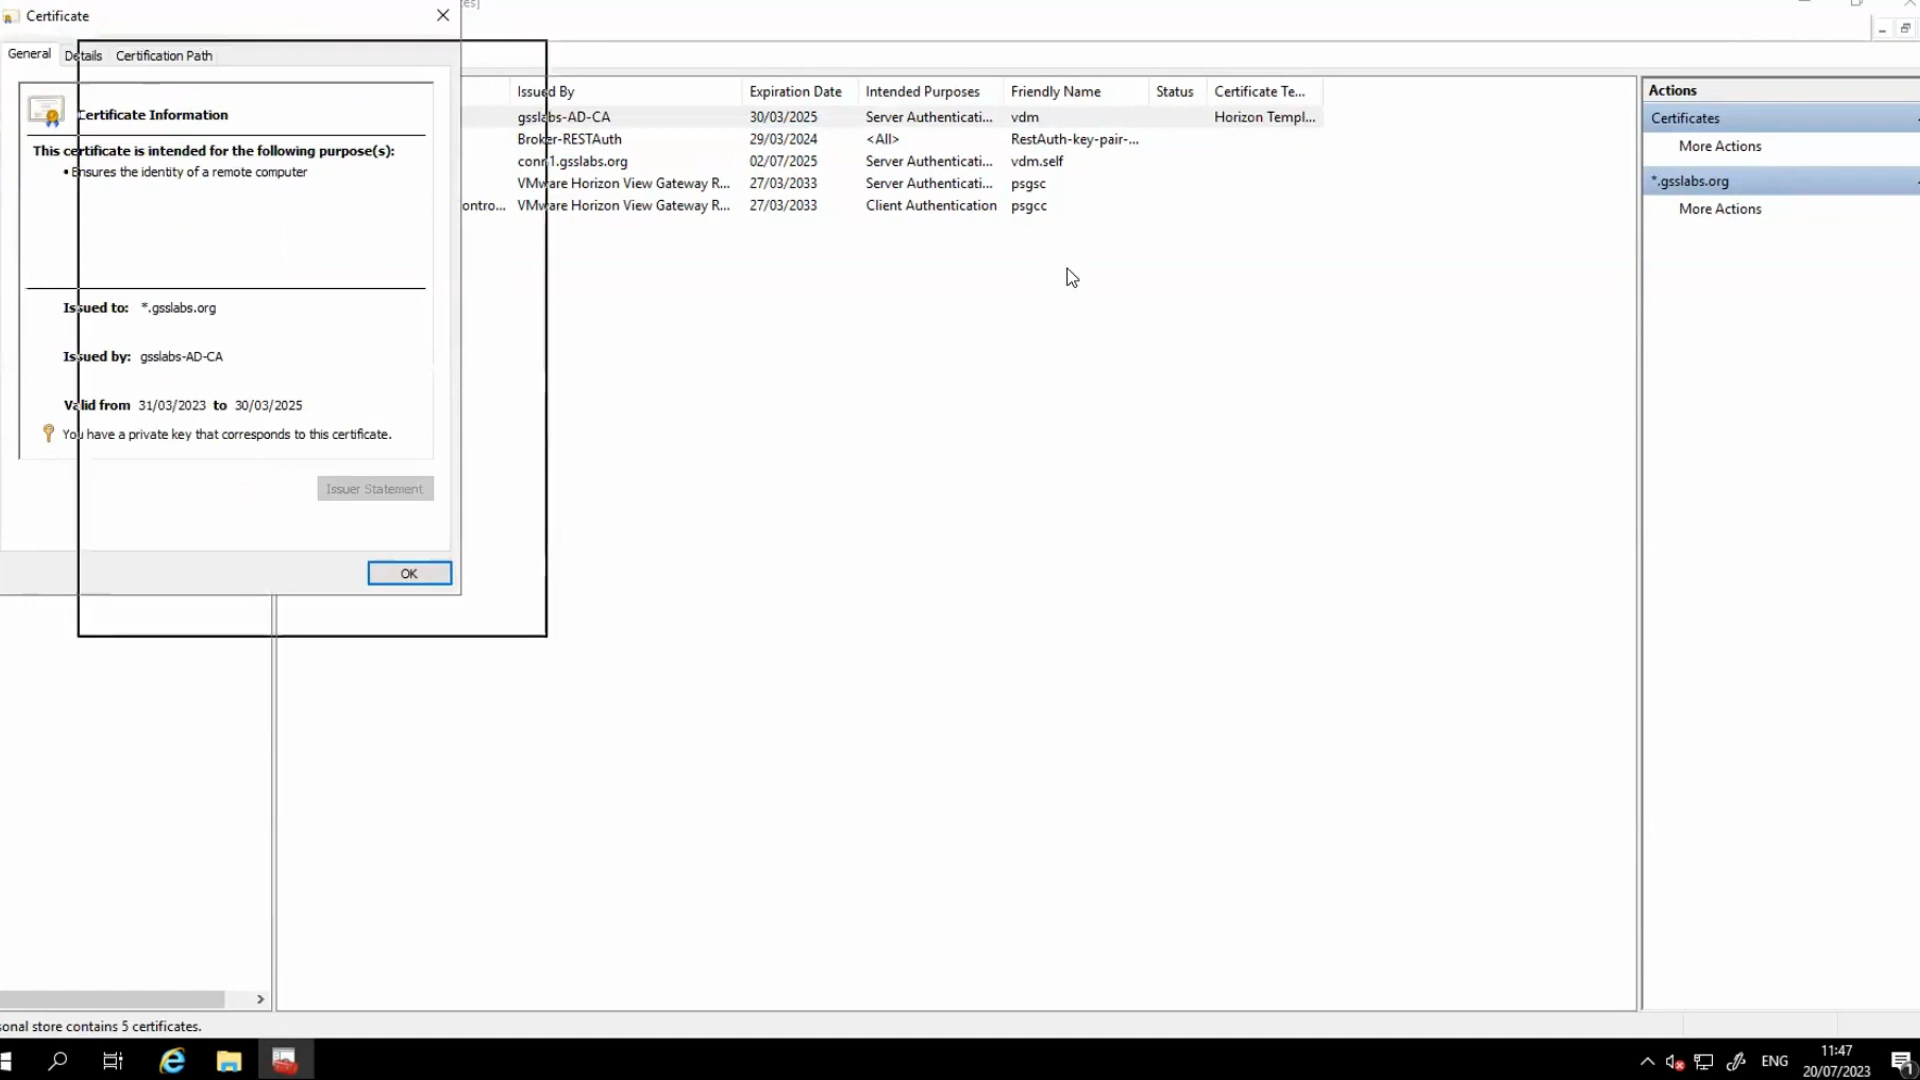 Certificate
es]
General Details Certification Path
Certificate Information
This certificate is intended for the following purpose(s):
• Ensures the identity of a remote computer
Issued to: *.gsslabs.org
Issued by: gsslabs-AD-CA
Valid from 31/03/2023 to 30/03/2025
You have a private key that corresponds to this certificate.
Issuer Statement
OK
Issued By Expiration Date Intended Purposes Friendly Name Status Certificate Te...
gsslabs-AD-CA 30/03/2025 Server Authenticati... vdm Horizon Templ...
Broker-RESTAuth 29/03/2024 <All> RestAuth-key-pair-...
conn1.gsslabs.org 02/07/2025 Server Authenticati... vdm.self
VMware Horizon View Gateway R... 27/03/2033 Server Authenticati... psgsc
ontro... VMware Horizon View Gateway R... 27/03/2033 Client Authentication psgcc
Actions
Certificates
More Actions
*.gsslabs.org
More Actions
sonal store contains 5 certificates.
ENG
11:47
20/07/2023
1